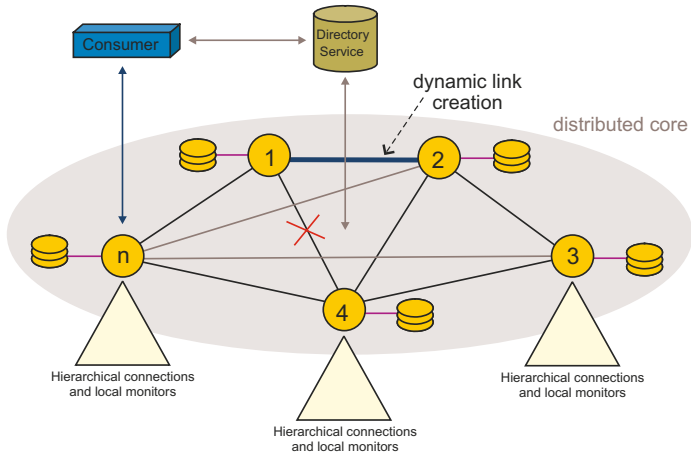 Directory
Service
Consumer
dynamic link
creation
distributed core
1
2
n
3
4
Hierarchical connections
and local monitors
Hierarchical connections
and local monitors
Hierarchical connections
and local monitors